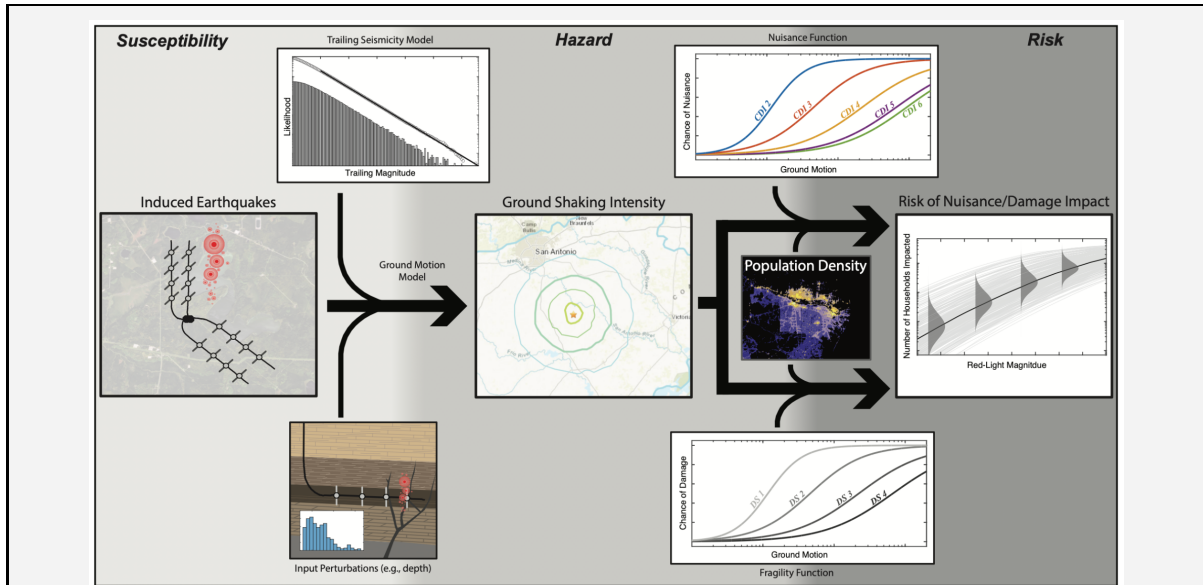 Susceptibility
Trailing Seismicity Model
Hazard
Nuisance Function
Risk
Likelihood
Trailing Magnitude
Chance of Nuisance
CDI 2
CDI 3
CDI 4
CDI 5
CDI 6
Ground Motion
Induced Earthquakes
Ground Motion
Model
Ground Shaking Intensity
San Antonio
Victoria
Population Density
Risk of Nuisance/Damage Impact
Number of Households Impacted
Red-Light Magnitdue
Input Perturbations (e.g., depth)
Chance of Damage
DS 1
DS 2
DS 3
DS 4
Ground Motion
Fragility Function